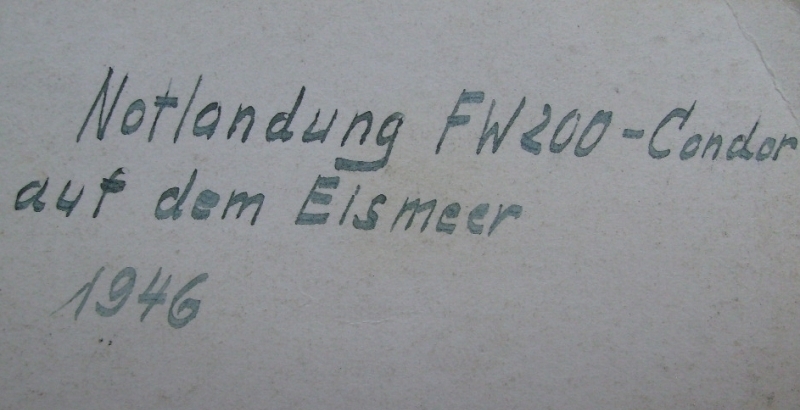 Notlandung FW200-Condor
auf dem Eismeer
1946